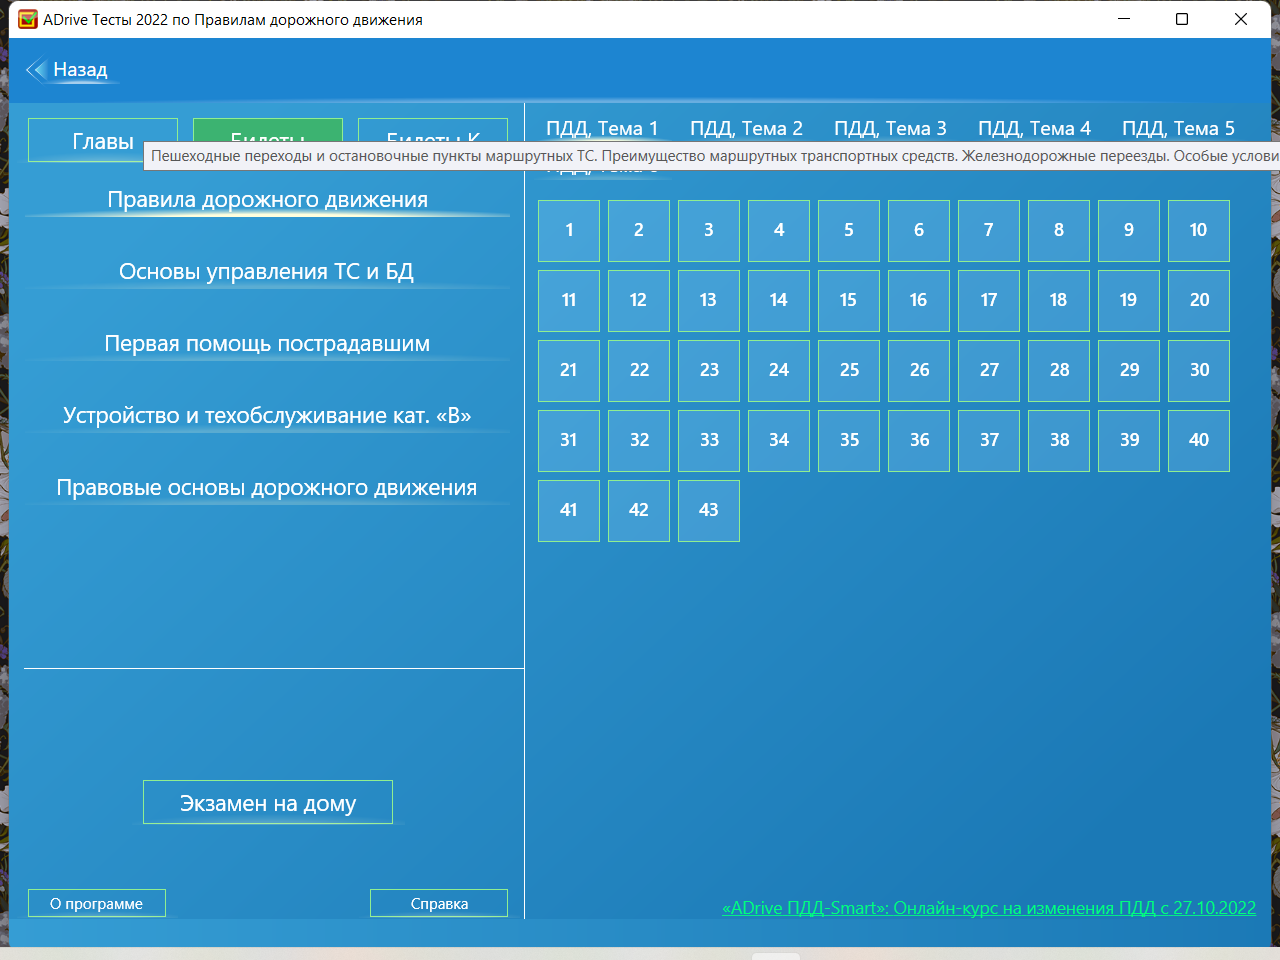 ADrive Тесты 2022 по Правилам дорожного движения
Назад
Главы
Билеты
Билеты К
ПДД, Тема 1
ПДД, Тема 2
ПДД, Тема 3
ПДД, Тема 4
ПДД, Тема 5
Пешеходные переходы и остановочные пункты маршрутных ТС. Преимущество маршрутных транспортных средств. Железнодорожные переезды. Особые услови
Правила дорожного движения
Основы управления ТС и БД
Первая помощь пострадавшим
Устройство и техобслуживание кат. «В»
Правовые основы дорожного движения
1 2 3 4 5 6 7 8 9 10
11 12 13 14 15 16 17 18 19 20
21 22 23 24 25 26 27 28 29 30
31 32 33 34 35 36 37 38 39 40
41 42 43
Экзамен на дому
О программе
Справка
«ADrive ПДД-Smart»: Онлайн-курс на изменения ПДД с 27.10.2022